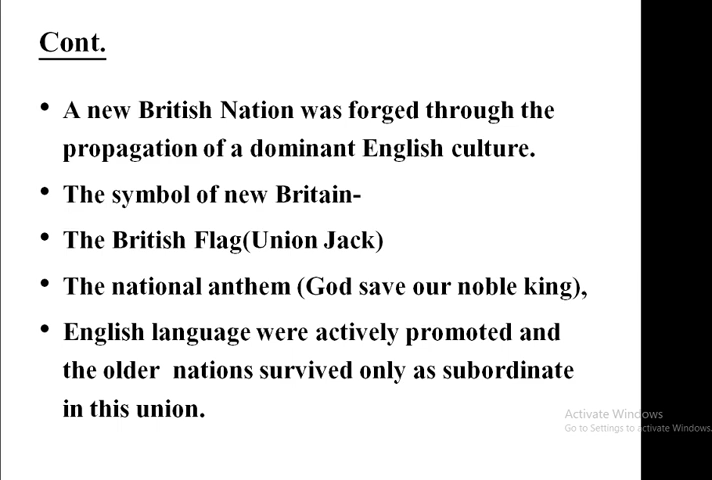 Cont.
• A new British Nation was forged through the
propagation of a dominant English culture.
• The symbol of new Britain-
• The British Flag(Union Jack)
• The national anthem (God save our noble king),
• English language were actively promoted and
the older nations survived only as subordinate
in this union.
Activate Windows
Go to Settings to activate Windows.